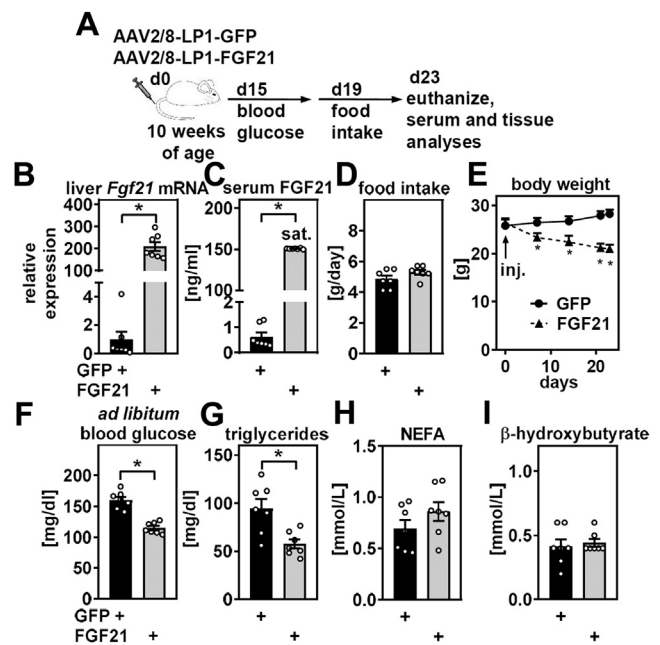 A
AAV2/8-LP1-GFP
AAV2/8-LP1-FGF21
d0
d15
d19
d23
10 weeks
of age
blood
glucose
food
intake
euthanize,
serum and tissue
analyses
B
liver Fgf21 mRNA
*
relative
expression
400
300
200
100
4
2
0
GFP +
FGF21 +
C
serum FGF21
*
sat.
[ng/ml]
150
100
1
0
+
+
D
food intake
[g/day]
8
6
4
2
0
+
+
E
body weight
[g]
30
20
10
0
inj.
* * * *
GFP
FGF21
0 10 20
days
F
ad libitum
blood glucose
*
[mg/dl]
200
150
100
50
0
GFP +
FGF21 +
G
triglycerides
*
[mg/dl]
150
100
50
0
+
+
H
NEFA
[mmol/L]
1.5
1.0
0.5
0.0
+
+
I
β-hydroxybutyrate
[mmol/L]
1.0
0.5
0.0
+
+